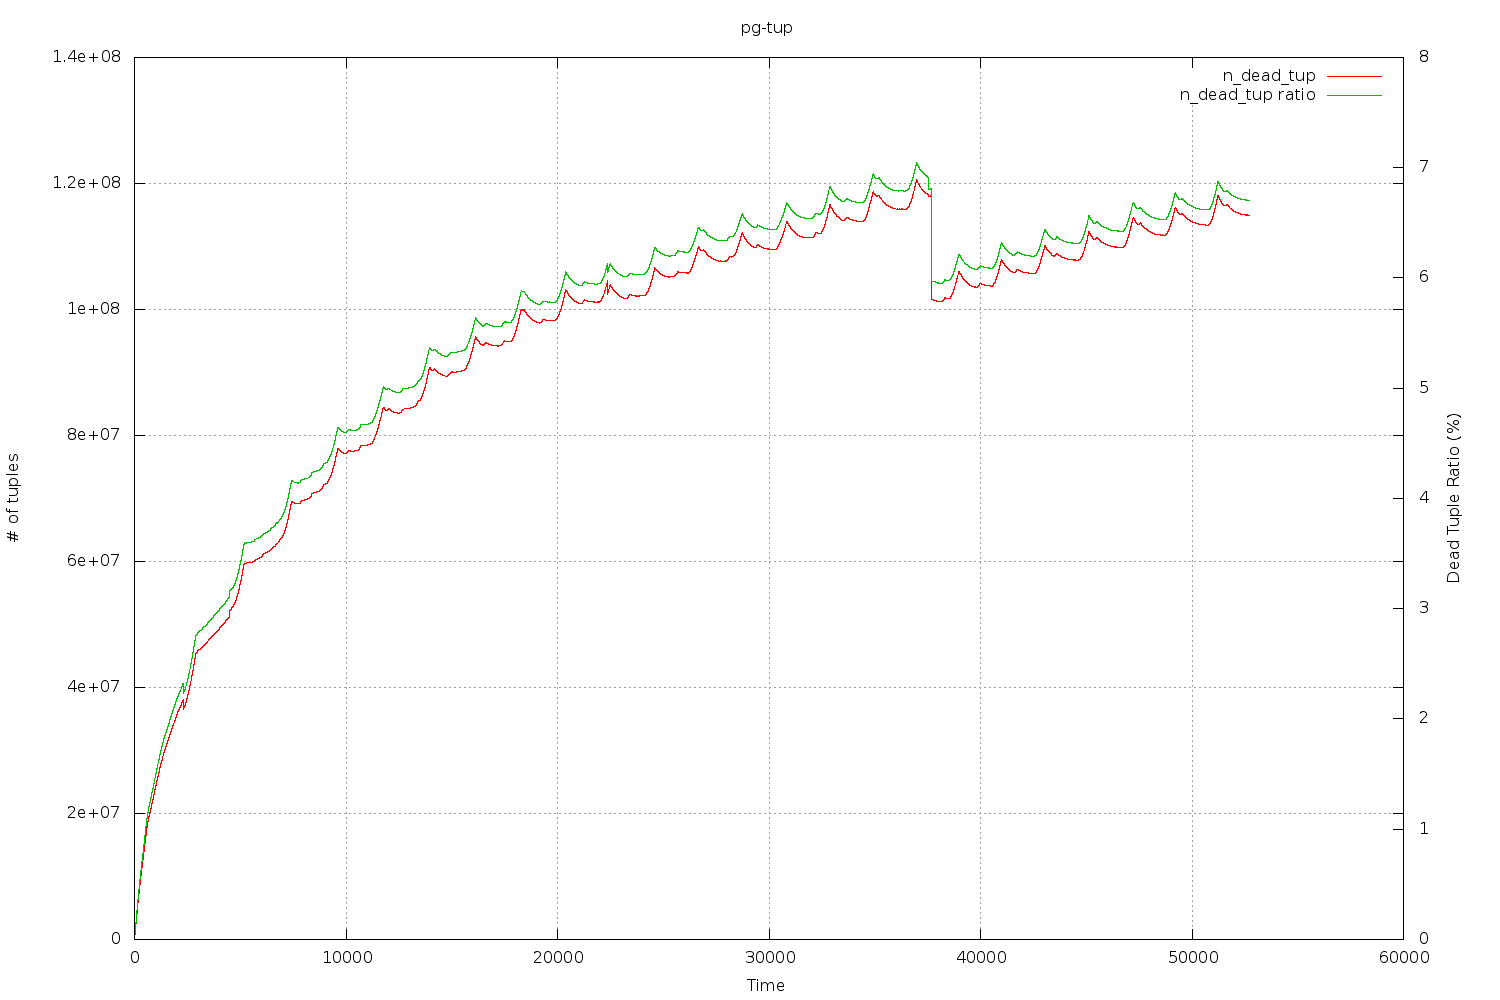 pg-tup
1.4e+08
1.2e+08
1e+08
8e+07
6e+07
4e+07
2e+07
0
# of tuples
n_dead_tup
n_dead_tup ratio
8
7
6
5
4
3
2
1
0
Dead Tuple Ratio (%)
0
10000
20000
30000
40000
50000
60000
Time